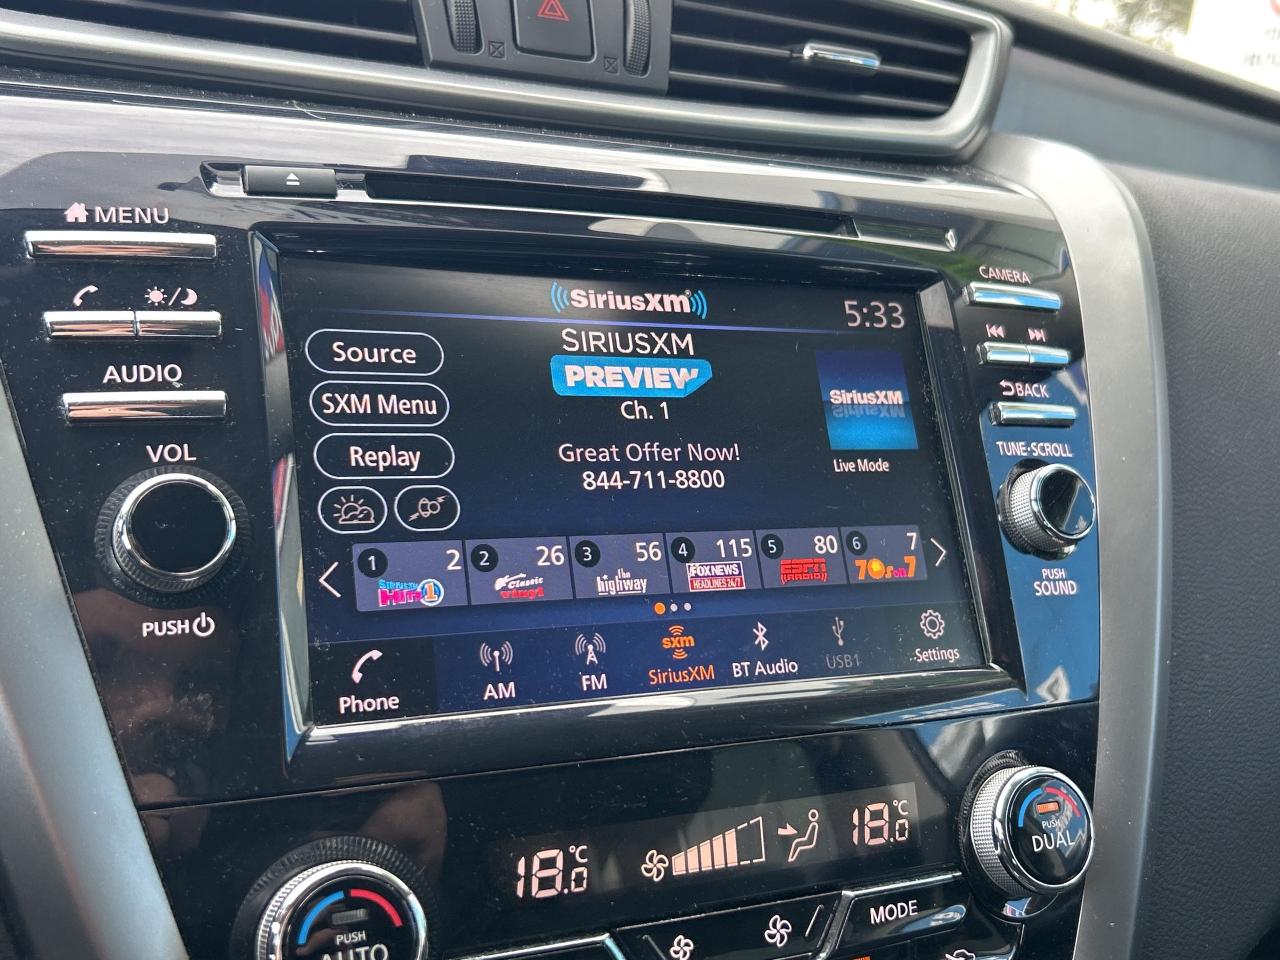 MENU
AUDIO
VOL
PUSH
CAMERA
BACK
TUNE·SCROLL
PUSH
SOUND
SiriusXM
5:33
Source
SXM Menu
Replay
SIRIUSXM
PREVIEW
Ch. 1
Great Offer Now!
844-711-8800
SiriusXM
Live Mode
1 2
SiriusXM Hits 1
2 26
Classic Vinyl
3 56
the highway
4 115
FOX NEWS
HEADLINES 24/7
5 80
ESPN
RADIO
6 7
70s on 7
Phone
AM
FM
sxm
SiriusXM
BT Audio
USB1
Settings
18.0 °C
18.0 °C
PUSH
DUAL
PUSH
AUTO
MODE